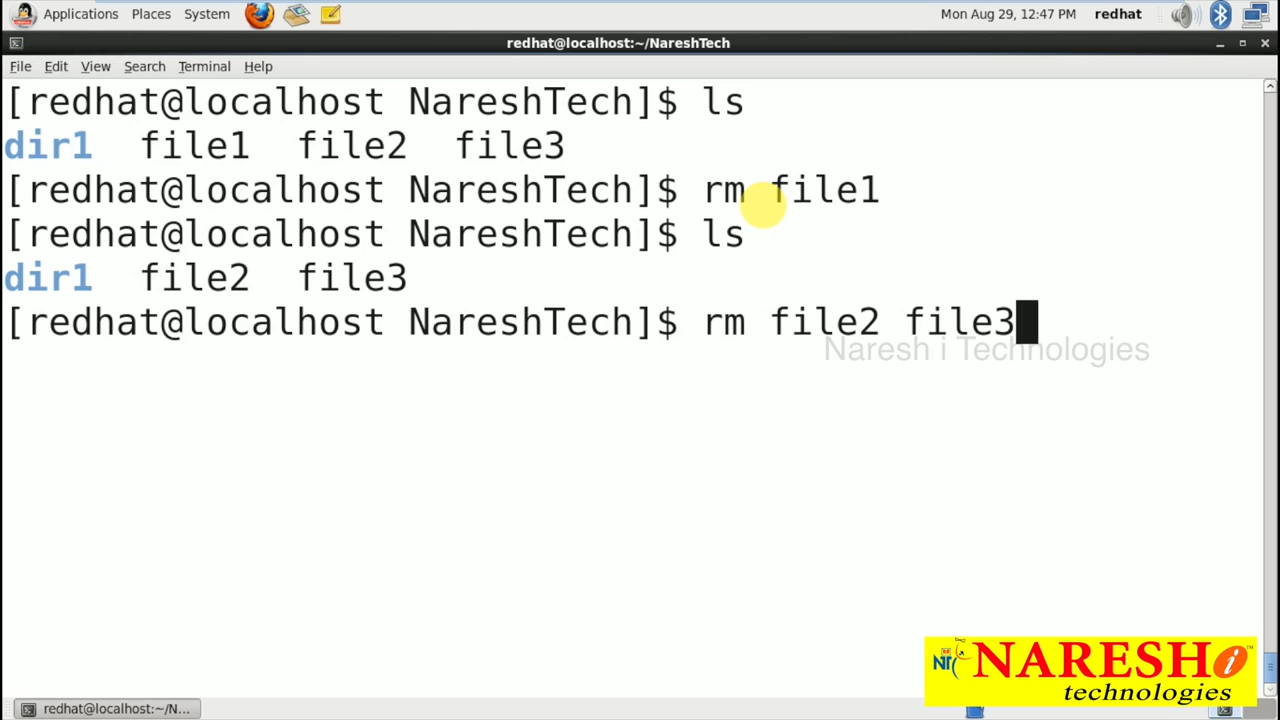 Applications Places System Mon Aug 29, 12:47 PM redhat
redhat@localhost:~/NareshTech
File Edit View Search Terminal Help
[redhat@localhost NareshTech]$ ls
dir1 file1 file2 file3
[redhat@localhost NareshTech]$ rm file1
[redhat@localhost NareshTech]$ ls
dir1 file2 file3
[redhat@localhost NareshTech]$ rm file2 file3
Naresh i Technologies
NT NARESH i ™
technologies
redhat@localhost:~/N...